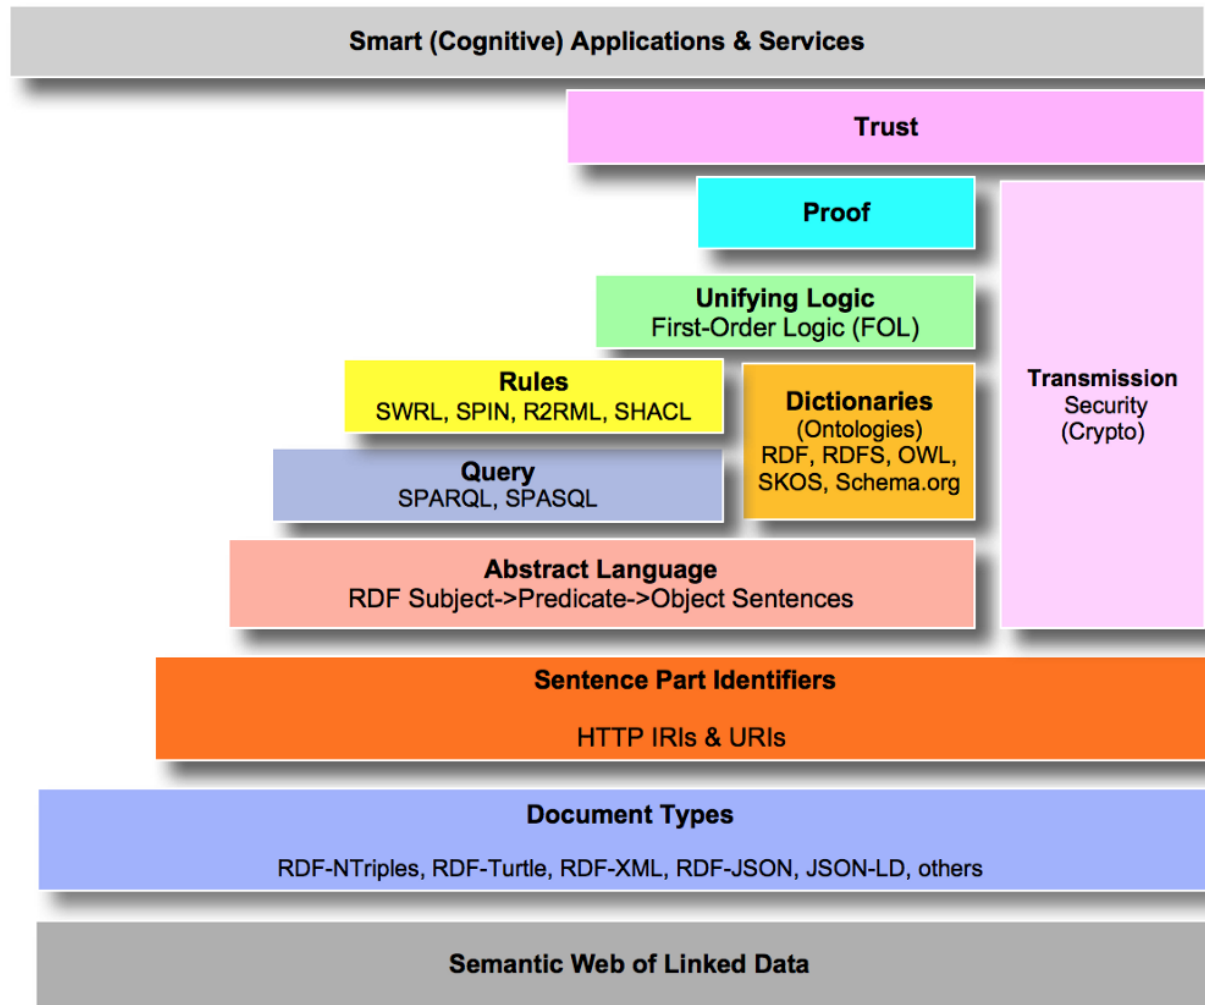 Smart (Cognitive) Applications & Services
Trust
Proof
Unifying Logic
First-Order Logic (FOL)
Rules
SWRL, SPIN, R2RML, SHACL
Dictionaries
(Ontologies)
RDF, RDFS, OWL,
SKOS, Schema.org
Transmission
Security
(Crypto)
Query
SPARQL, SPASQL
Abstract Language
RDF Subject->Predicate->Object Sentences
Sentence Part Identifiers
HTTP IRIs & URIs
Document Types
RDF-NTriples, RDF-Turtle, RDF-XML, RDF-JSON, JSON-LD, others
Semantic Web of Linked Data